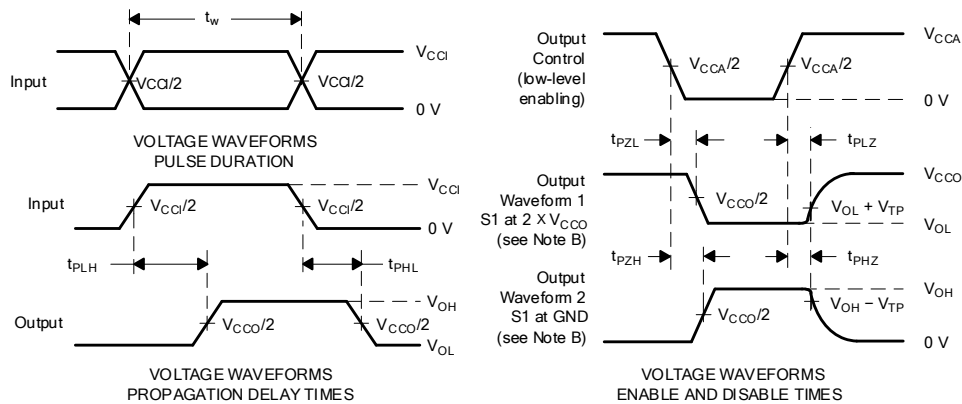 t_w
V_CCI
Input
V_CCI/2
V_CCI/2
0 V
VOLTAGE WAVEFORMS
PULSE DURATION
V_CCI
Input
V_CCI/2
V_CCI/2
0 V
t_PLH
t_PHL
V_OH
Output
V_CCO/2
V_CCO/2
V_OL
VOLTAGE WAVEFORMS
PROPAGATION DELAY TIMES
Output
Control
(low-level
enabling)
V_CCA
V_CCA/2
V_CCA/2
0 V
t_PZL
t_PLZ
Output
Waveform 1
S1 at 2 X V_CCO
(see Note B)
V_CCO
V_CCO/2
V_OL + V_TP
V_OL
t_PZH
t_PHZ
Output
Waveform 2
S1 at GND
(see Note B)
V_OH
V_CCO/2
V_OH − V_TP
0 V
VOLTAGE WAVEFORMS
ENABLE AND DISABLE TIMES